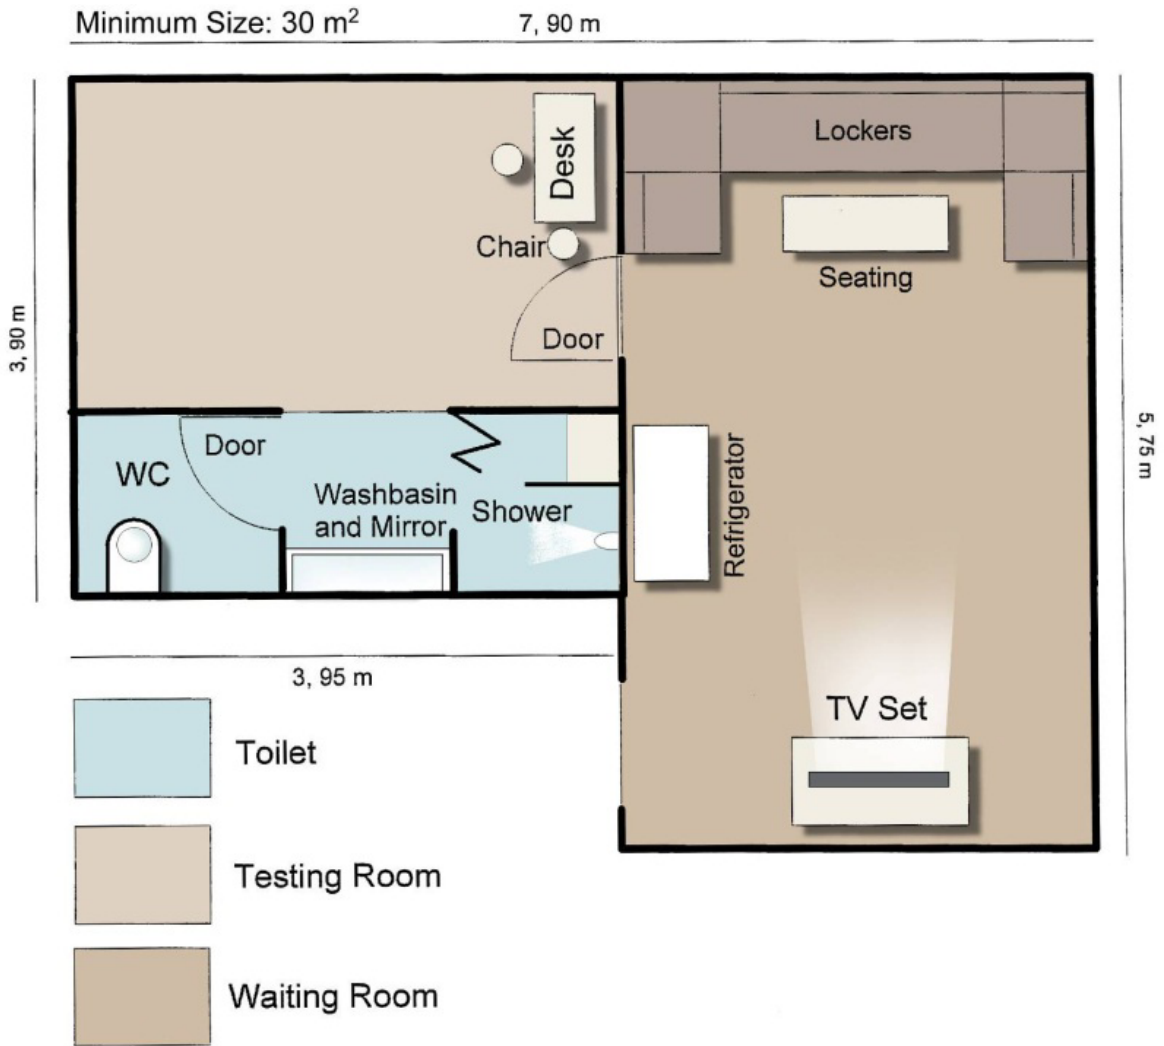 Minimum Size: 30 m²
7, 90 m
3, 90 m
Desk
Lockers
Chair
Seating
Door
5, 75 m
Door
WC
Washbasin
and Mirror
Shower
Refrigerator
3, 95 m
TV Set
Toilet
Testing Room
Waiting Room